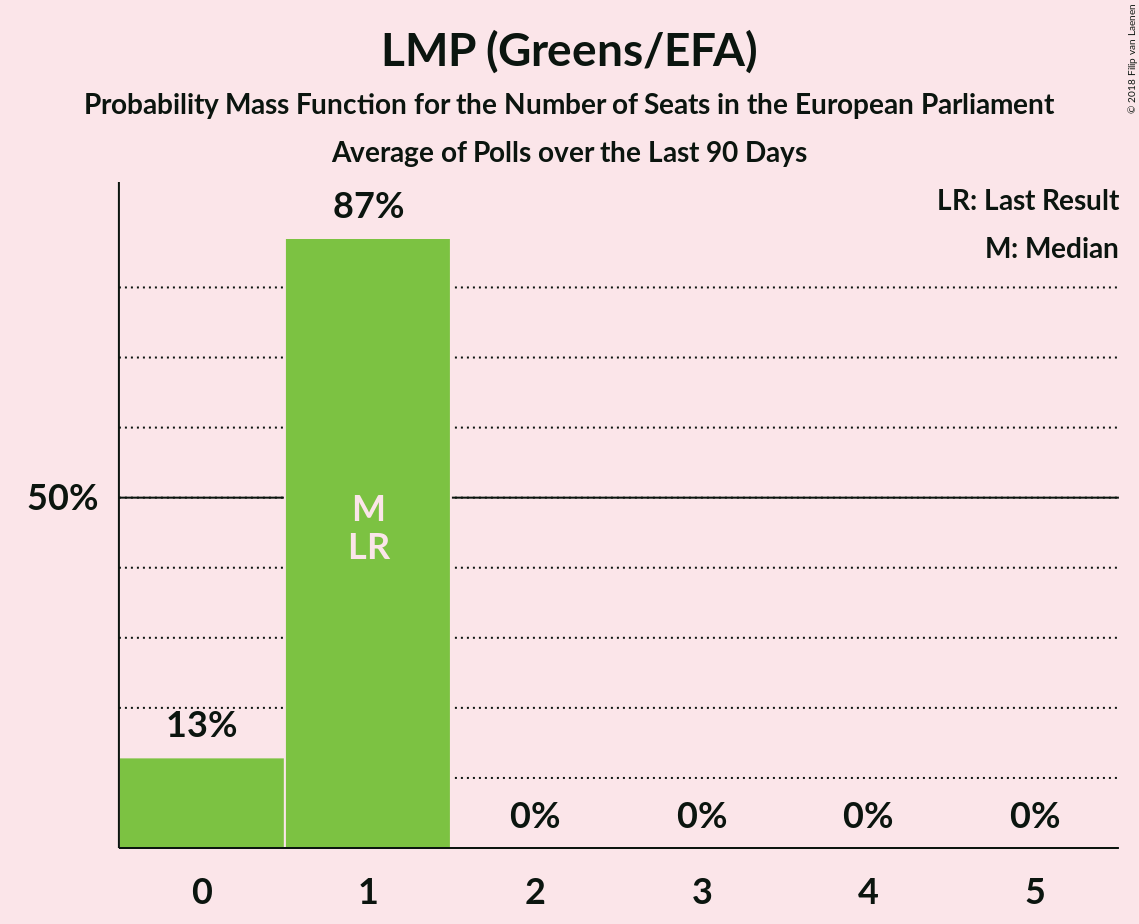 LMP (Greens/EFA)
Probability Mass Function for the Number of Seats in the European Parliament
Average of Polls over the Last 90 Days
© 2018 Filip van Laenen
LR: Last Result
M: Median
87%
50%
M
LR
13%
0%
0%
0%
0%
0
1
2
3
4
5